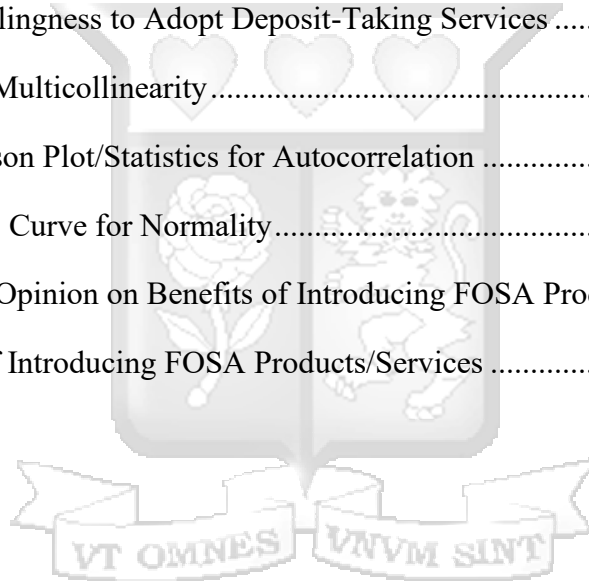 lingness to Adopt Deposit-Taking Services .....
Multicollinearity..................................................
son Plot/Statistics for Autocorrelation .............
Curve for Normality.........................................
Opinion on Benefits of Introducing FOSA Pro
f Introducing FOSA Products/Services ............
VT OMNES VNVM SINT